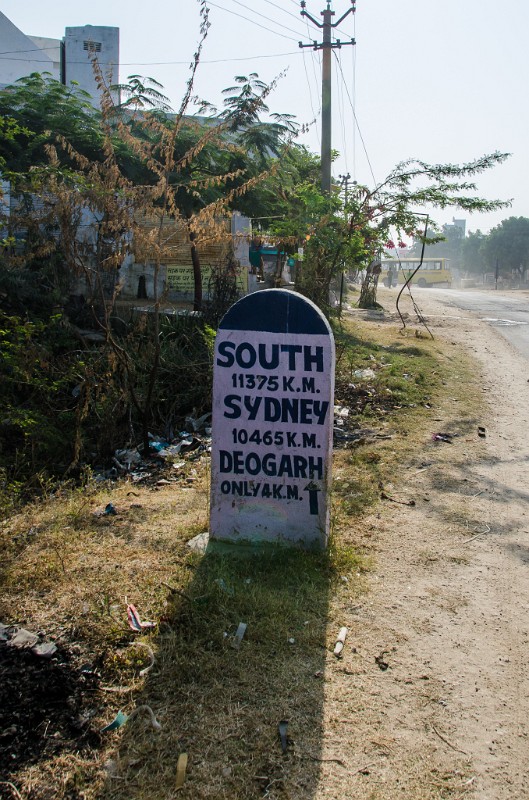 SOUTH
11375 K.M.
SYDNEY
10465 K.M.
DEOGARH
ONLY 4 K.M. ↑